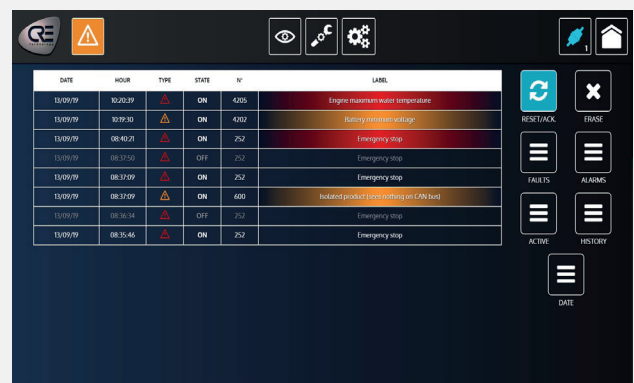 CRE
TECHNOLOGY
1
DATE HOUR TYPE STATE N° LABEL
13/09/19 10:20:39 ON 4205 Engine maximum water temperature
13/09/19 10:19:30 ON 4202 Battery minimum voltage
13/09/19 08:40:21 ON 252 Emergency stop
13/09/19 08:37:50 OFF 252 Emergency stop
13/09/19 08:37:09 ON 252 Emergency stop
13/09/19 08:37:09 ON 600 Isolated product (sees nothing on CAN bus)
13/09/19 08:36:34 OFF 252 Emergency stop
13/09/19 08:35:46 ON 252 Emergency stop
RESET/ACK. ERASE
FAULTS ALARMS
ACTIVE HISTORY
DATE